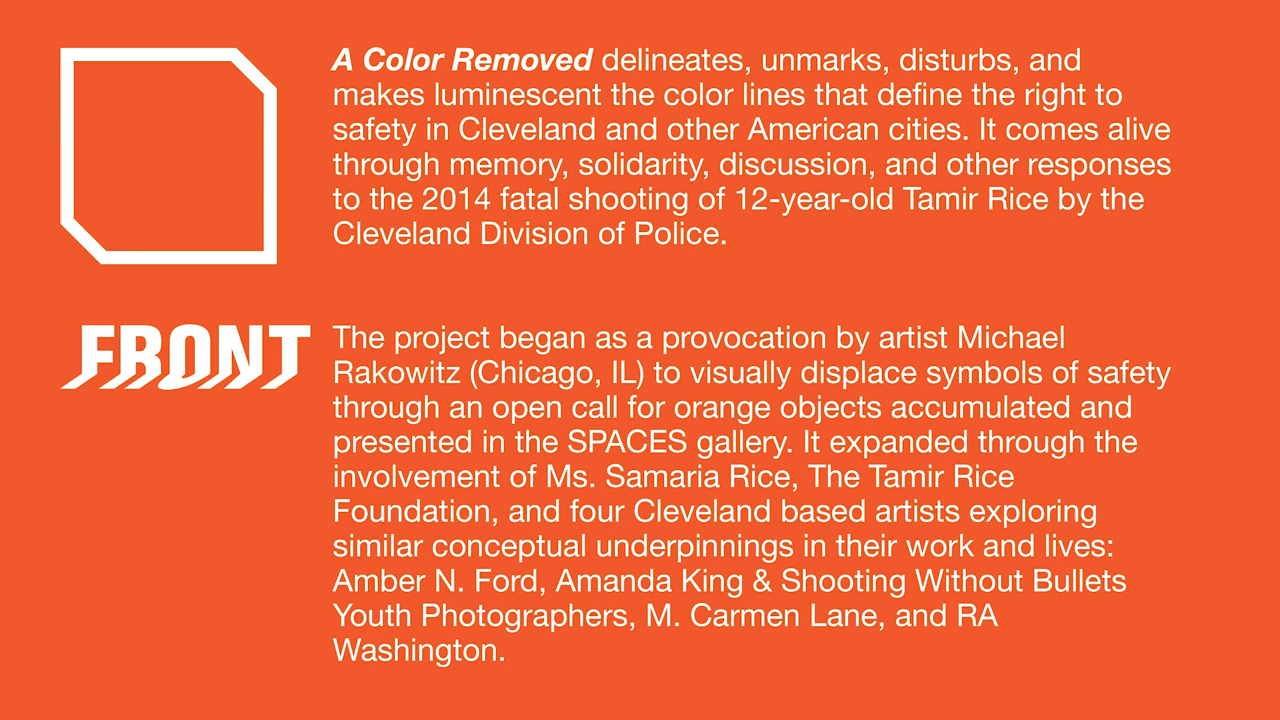 A Color Removed delineates, unmarks, disturbs, and
makes luminescent the color lines that define the right to
safety in Cleveland and other American cities. It comes alive
through memory, solidarity, discussion, and other responses
to the 2014 fatal shooting of 12-year-old Tamir Rice by the
Cleveland Division of Police.
FRONT
The project began as a provocation by artist Michael
Rakowitz (Chicago, IL) to visually displace symbols of safety
through an open call for orange objects accumulated and
presented in the SPACES gallery. It expanded through the
involvement of Ms. Samaria Rice, The Tamir Rice
Foundation, and four Cleveland based artists exploring
similar conceptual underpinnings in their work and lives:
Amber N. Ford, Amanda King & Shooting Without Bullets
Youth Photographers, M. Carmen Lane, and RA
Washington.